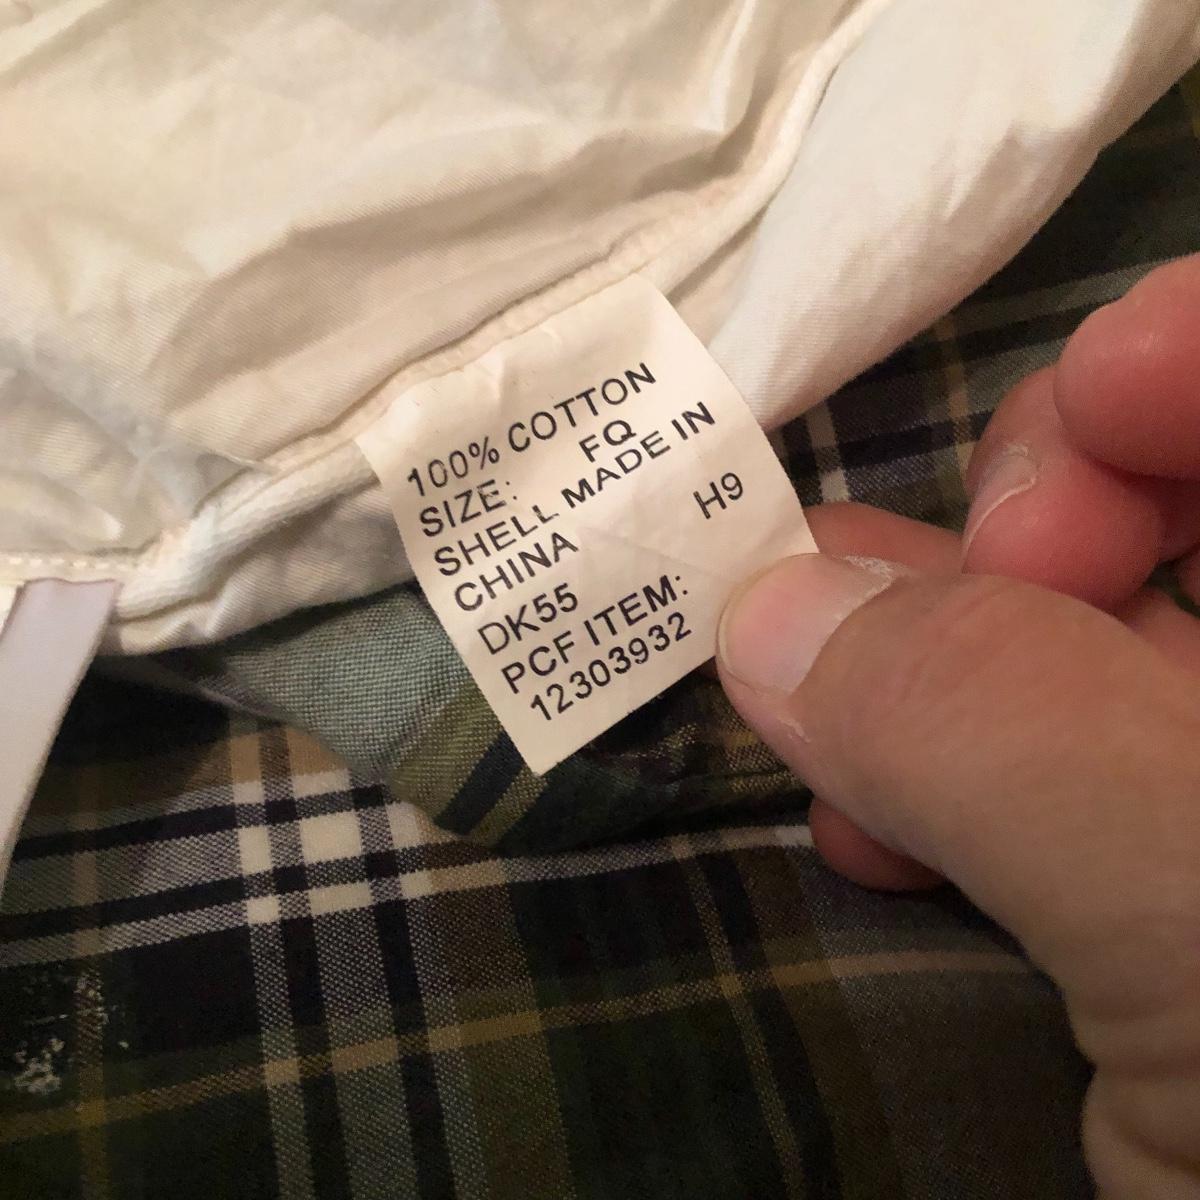 100% COTTON
SIZE: FQ
SHELL MADE IN
CHINA H9
DK55
PCF ITEM:
12303932